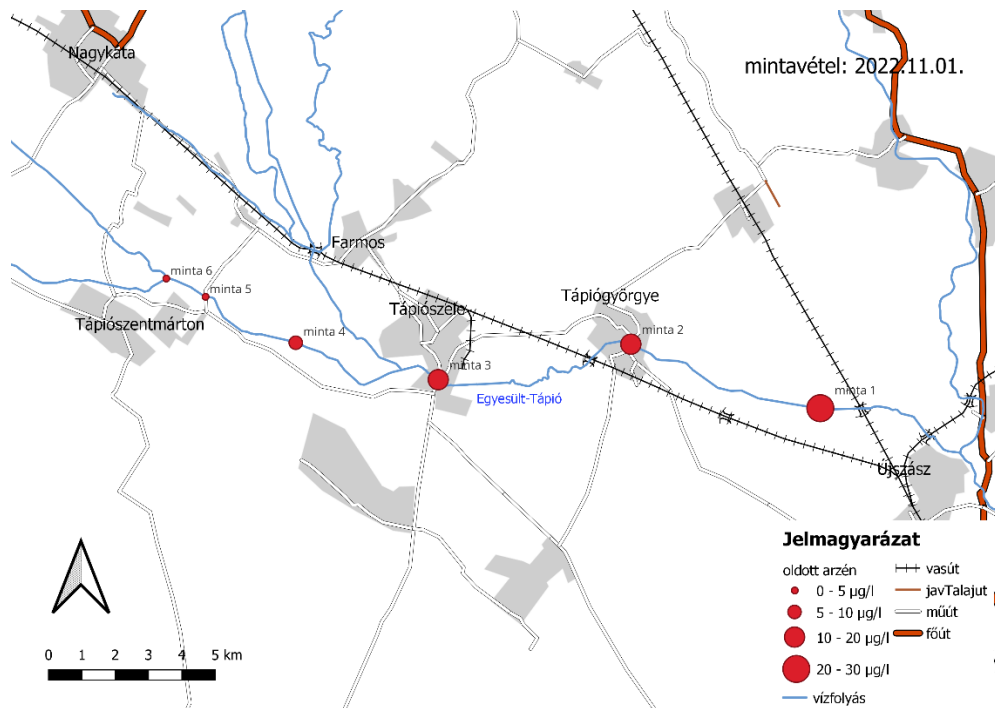 Nagykáta
mintavétel: 2022.11.01.
Farmos
minta 6
minta 5
Tápiószele
Tápiógyörgye
Tápiószentmárton
minta 4
minta 2
minta 3
minta 1
Egyesült-Tápió
Újszász
Jelmagyarázat
oldott arzén
0 - 5 µg/l
5 - 10 µg/l
10 - 20 µg/l
20 - 30 µg/l
vízfolyás
vasút
javTalajut
műút
főút
0 1 2 3 4 5 km